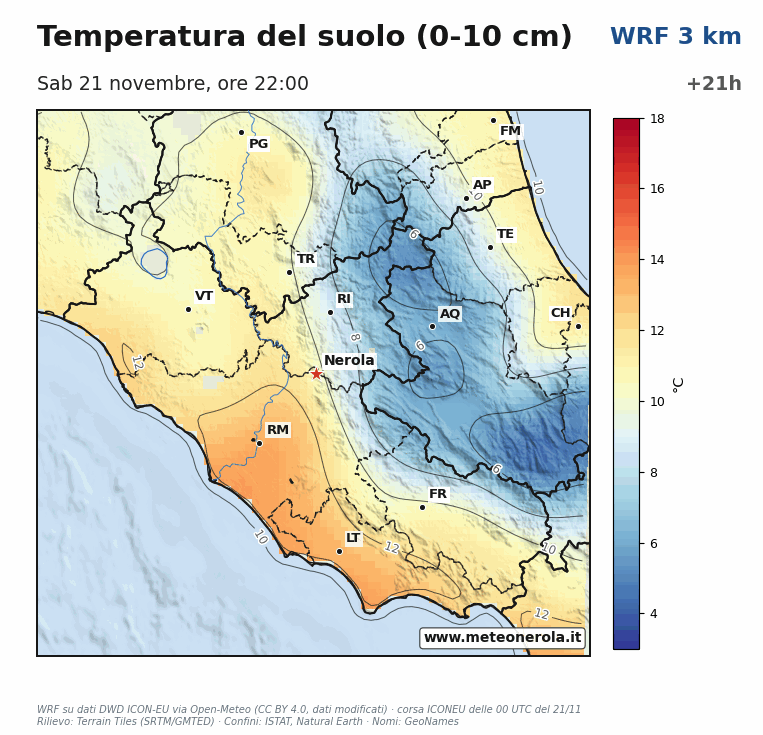 Temperatura del suolo (0-10 cm)
WRF 3 km
Sab 21 novembre, ore 22:00
+21h
FM
PG
AP
10
10
TE
6
TR
VT
RI
AQ
CH
8
6
12
Nerola
RM
6
FR
10
LT
12
10
12
www.meteonerola.it
18
16
14
12
10
8
6
4
°C
WRF su dati DWD ICON-EU via Open-Meteo (CC BY 4.0, dati modificati) · corsa ICONEU delle 00 UTC del 21/11
Rilievo: Terrain Tiles (SRTM/GMTED) · Confini: ISTAT, Natural Earth · Nomi: GeoNames